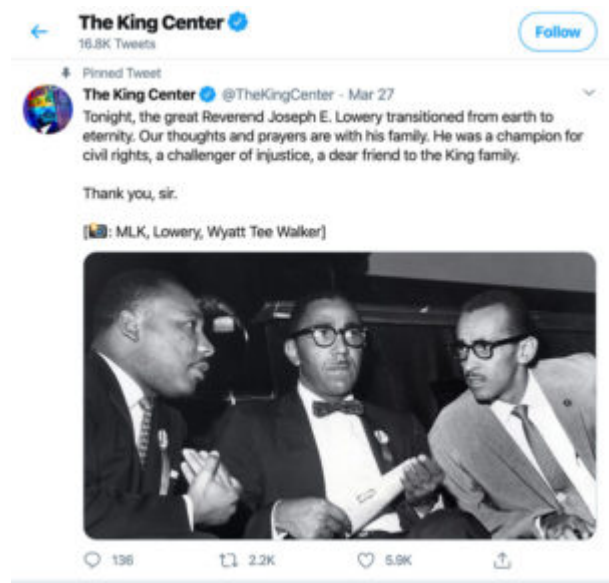 The King Center
16.8K Tweets
Follow
Pinned Tweet
The King Center @TheKingCenter · Mar 27
Tonight, the great Reverend Joseph E. Lowery transitioned from earth to
eternity. Our thoughts and prayers are with his family. He was a champion for
civil rights, a challenger of injustice, a dear friend to the King family.
Thank you, sir.
[📸: MLK, Lowery, Wyatt Tee Walker]
136 2.2K 5.9K